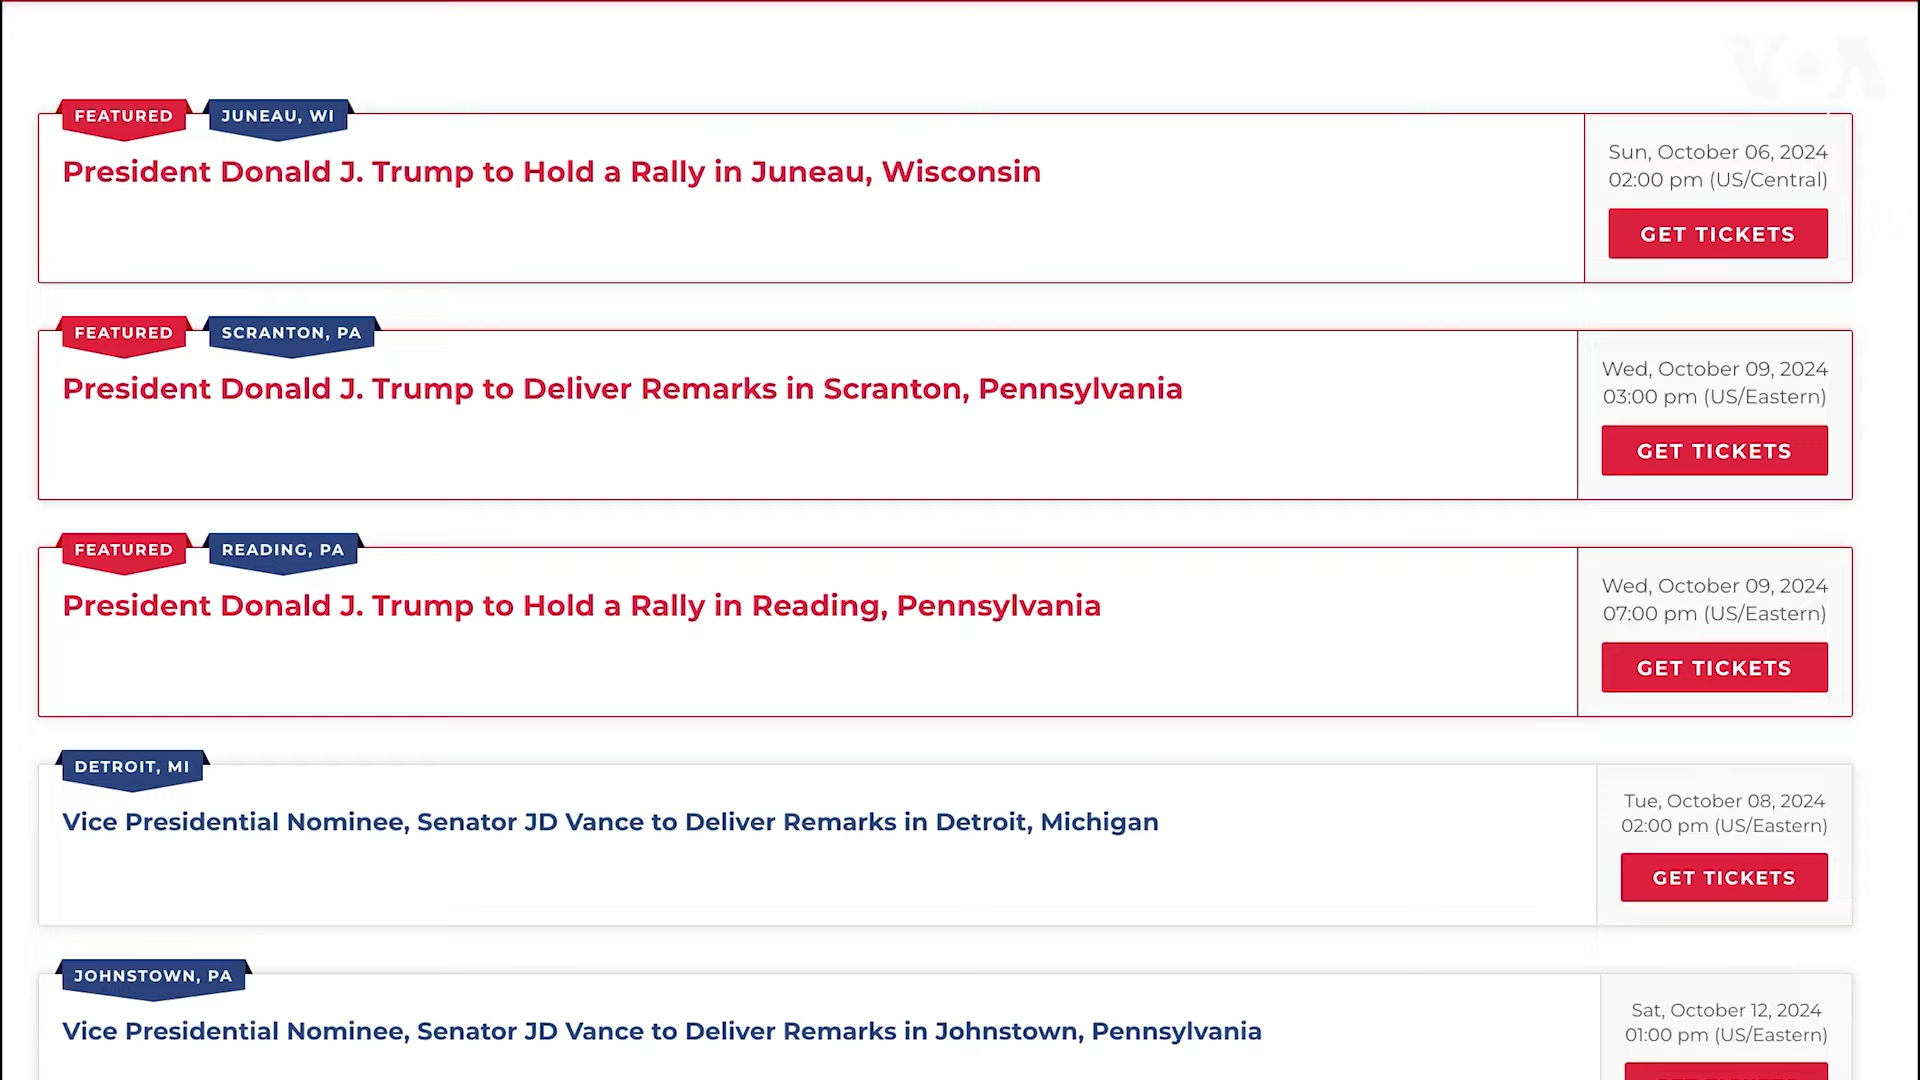 VOA
FEATURED
JUNEAU, WI
President Donald J. Trump to Hold a Rally in Juneau, Wisconsin
Sun, October 06, 2024
02:00 pm (US/Central)
GET TICKETS
FEATURED
SCRANTON, PA
President Donald J. Trump to Deliver Remarks in Scranton, Pennsylvania
Wed, October 09, 2024
03:00 pm (US/Eastern)
GET TICKETS
FEATURED
READING, PA
President Donald J. Trump to Hold a Rally in Reading, Pennsylvania
Wed, October 09, 2024
07:00 pm (US/Eastern)
GET TICKETS
DETROIT, MI
Vice Presidential Nominee, Senator JD Vance to Deliver Remarks in Detroit, Michigan
Tue, October 08, 2024
02:00 pm (US/Eastern)
GET TICKETS
JOHNSTOWN, PA
Vice Presidential Nominee, Senator JD Vance to Deliver Remarks in Johnstown, Pennsylvania
Sat, October 12, 2024
01:00 pm (US/Eastern)